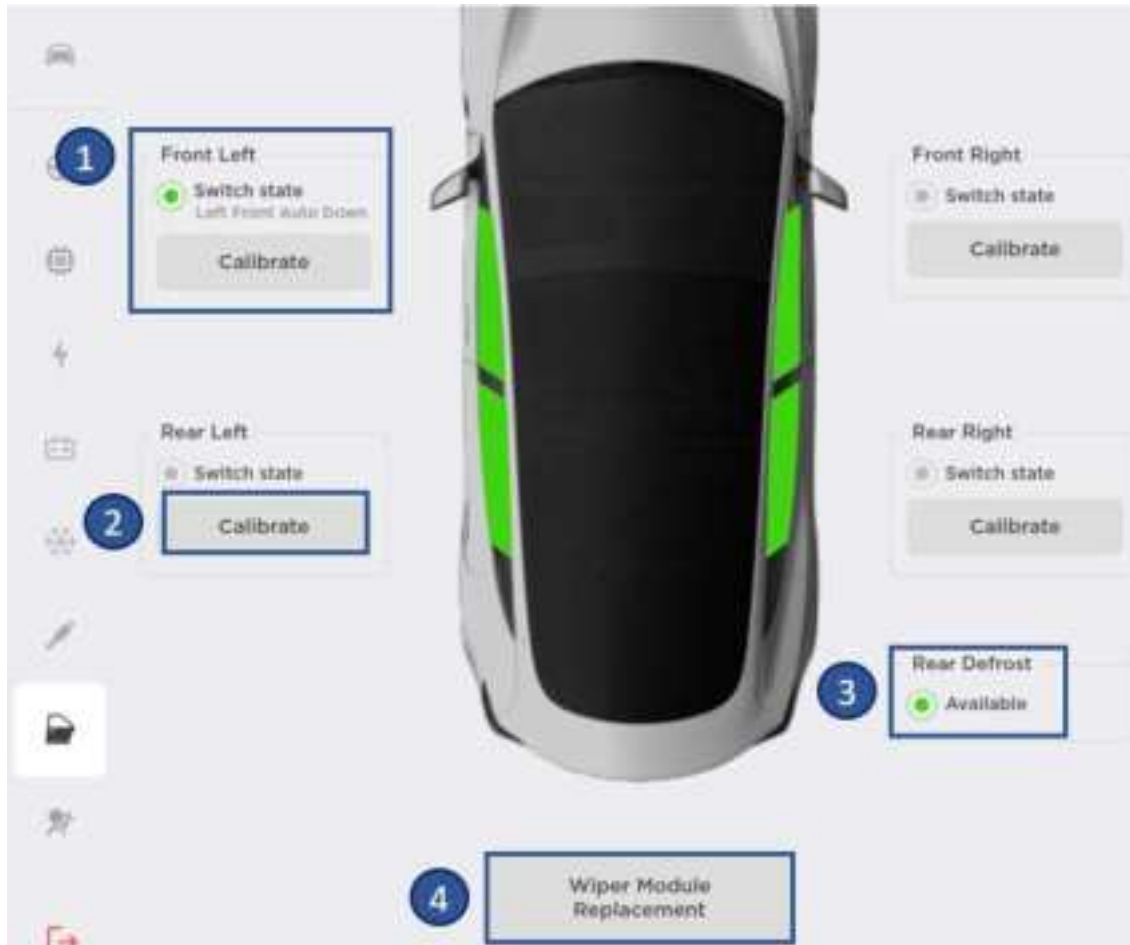 1
Front Left
Switch state
Left Front Auto Down
Calibrate
Front Right
Switch state
Calibrate
Rear Left
Switch state
2
Calibrate
Rear Right
Switch state
Calibrate
3
Rear Defrost
Available
4
Wiper Module
Replacement